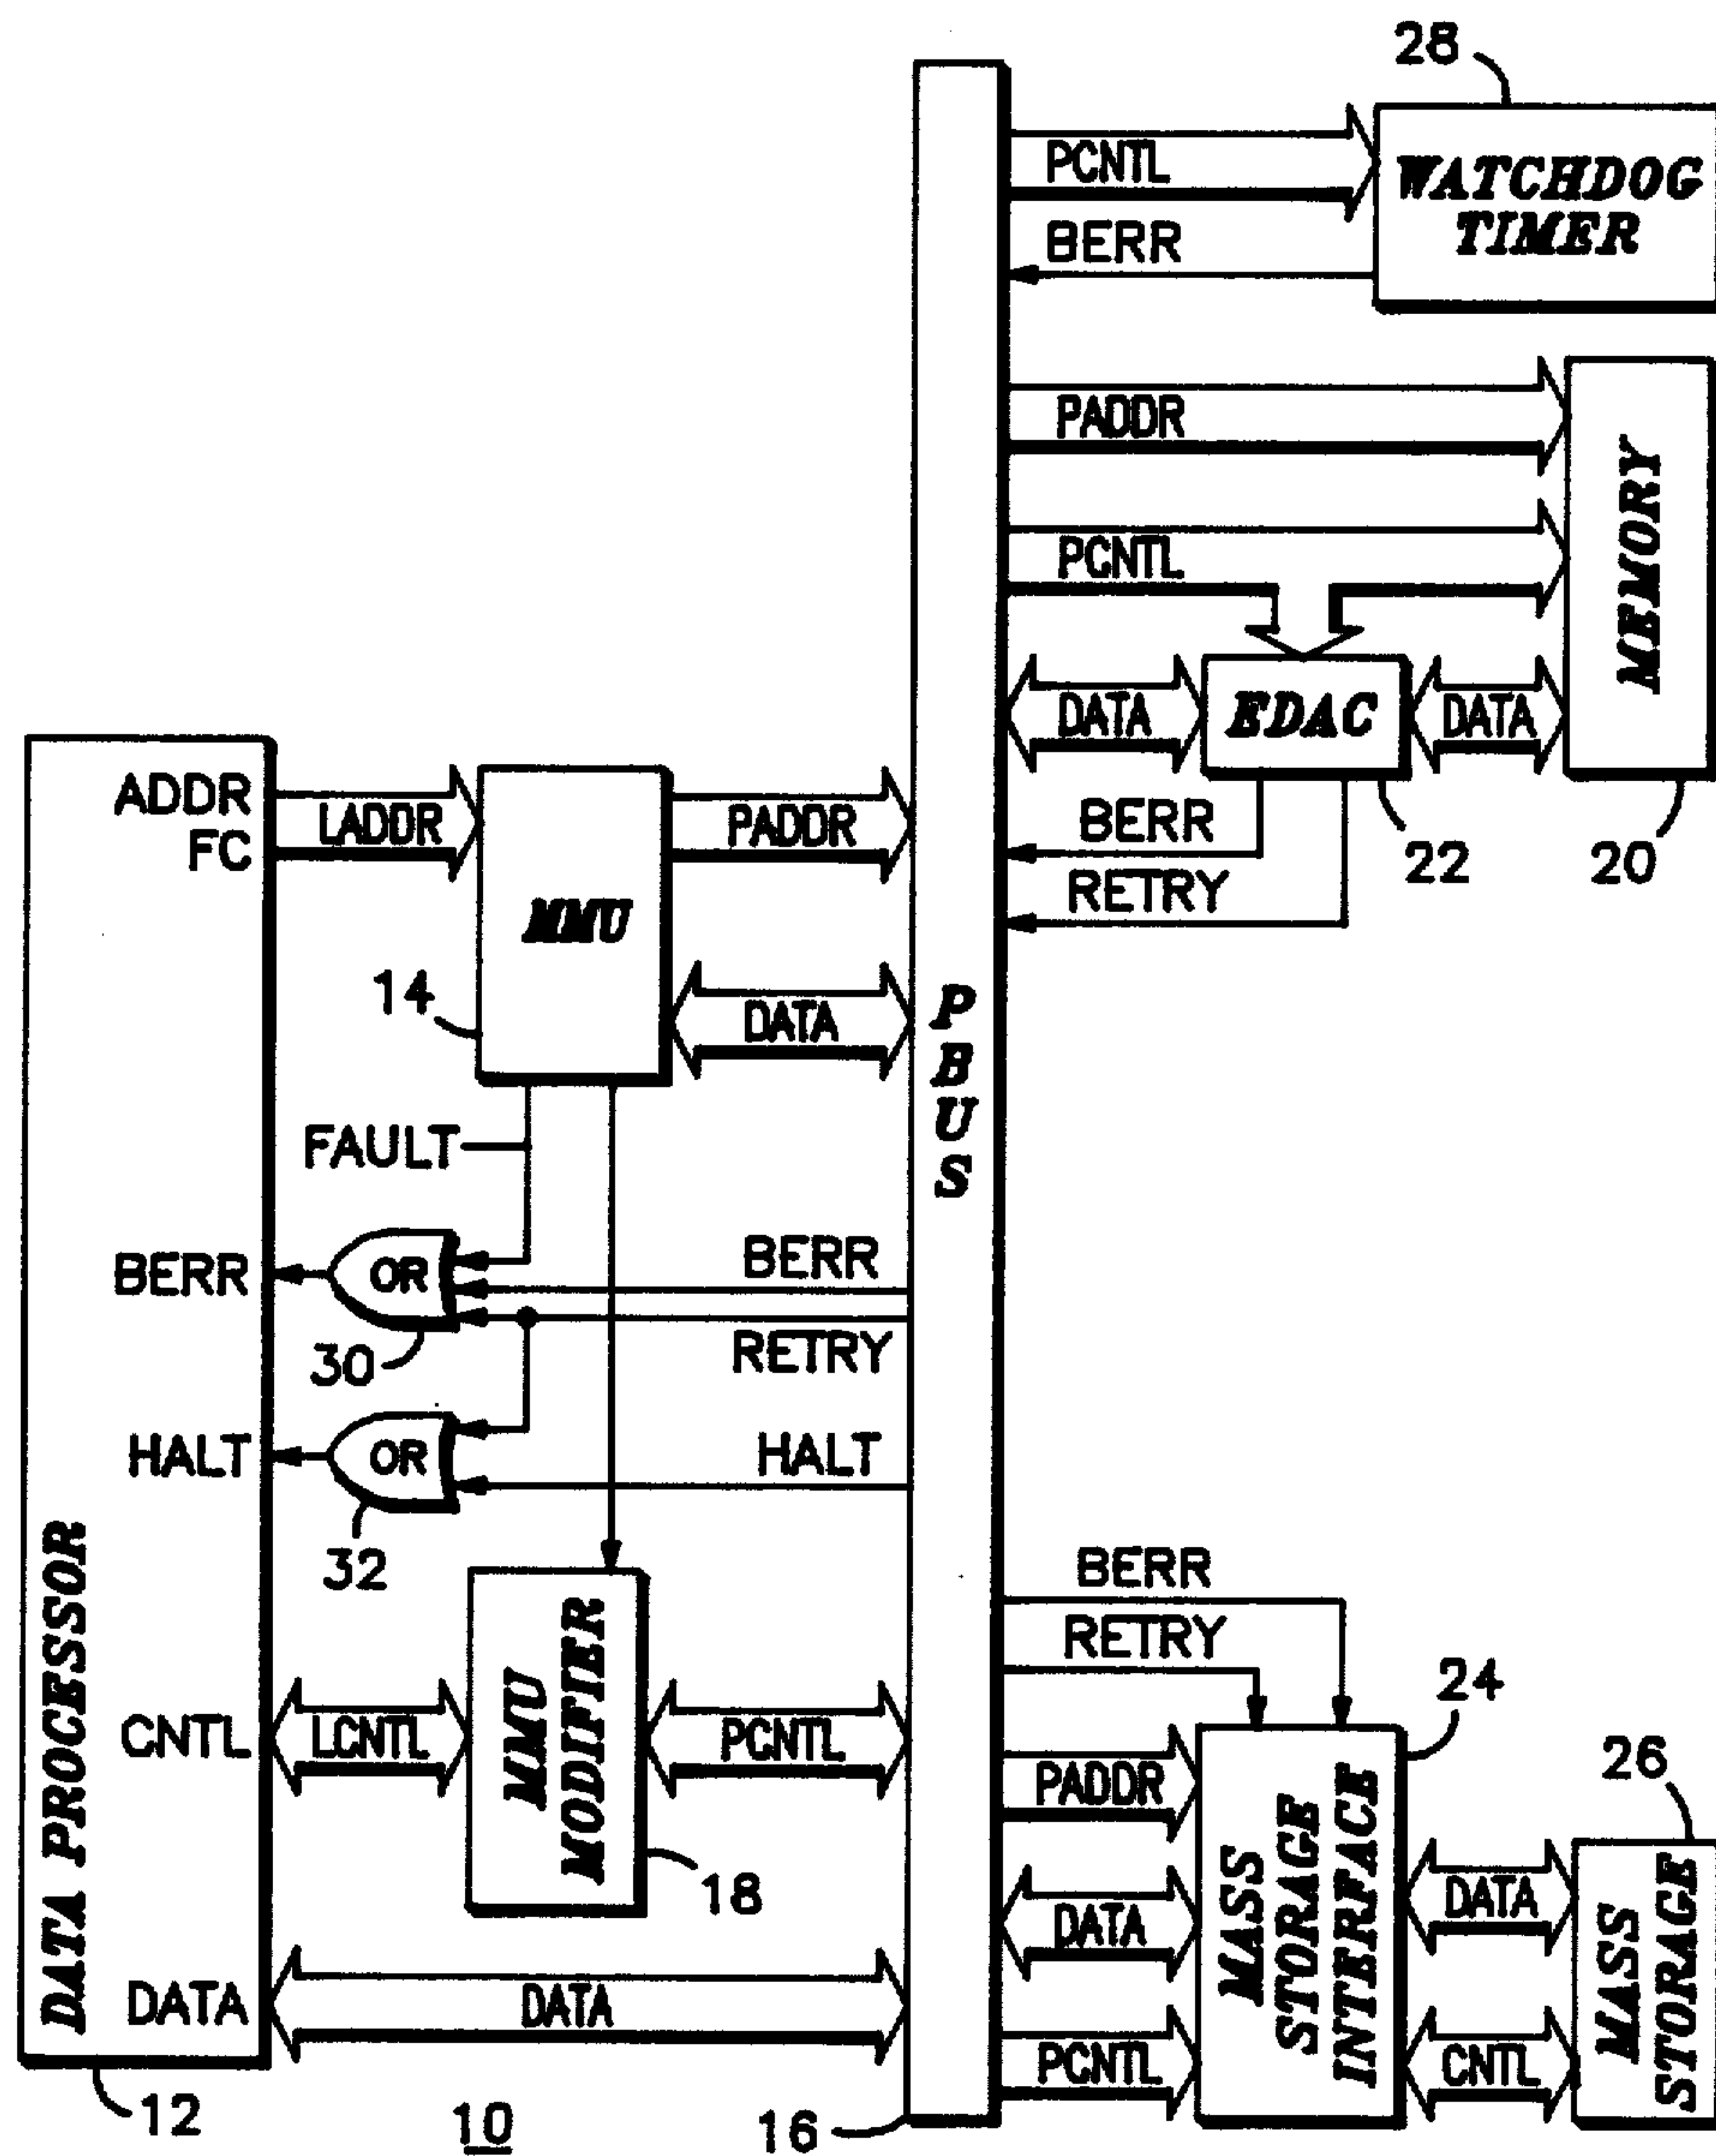 28
PCNTL
WATCHDOG
TIMER
BERR
PADDR
PCNTL
MEMORY
DATA
EDAC
DATA
ADDR
FC
LADDR
PADDR
BERR
RETRY
22
20
MMU
14
DATA
P
B
U
S
FAULT
BERR
OR
BERR
30
RETRY
HALT
OR
HALT
32
BERR
RETRY
24
26
DATA PROCESSOR
CNTL
LCNTL
MMU
MODIFIER
PCNTL
PADDR
MASS
STORAGE
INTERFACE
18
DATA
DATA
MASS
STORAGE
DATA
DATA
PCNTL
CNTL
12
10
16